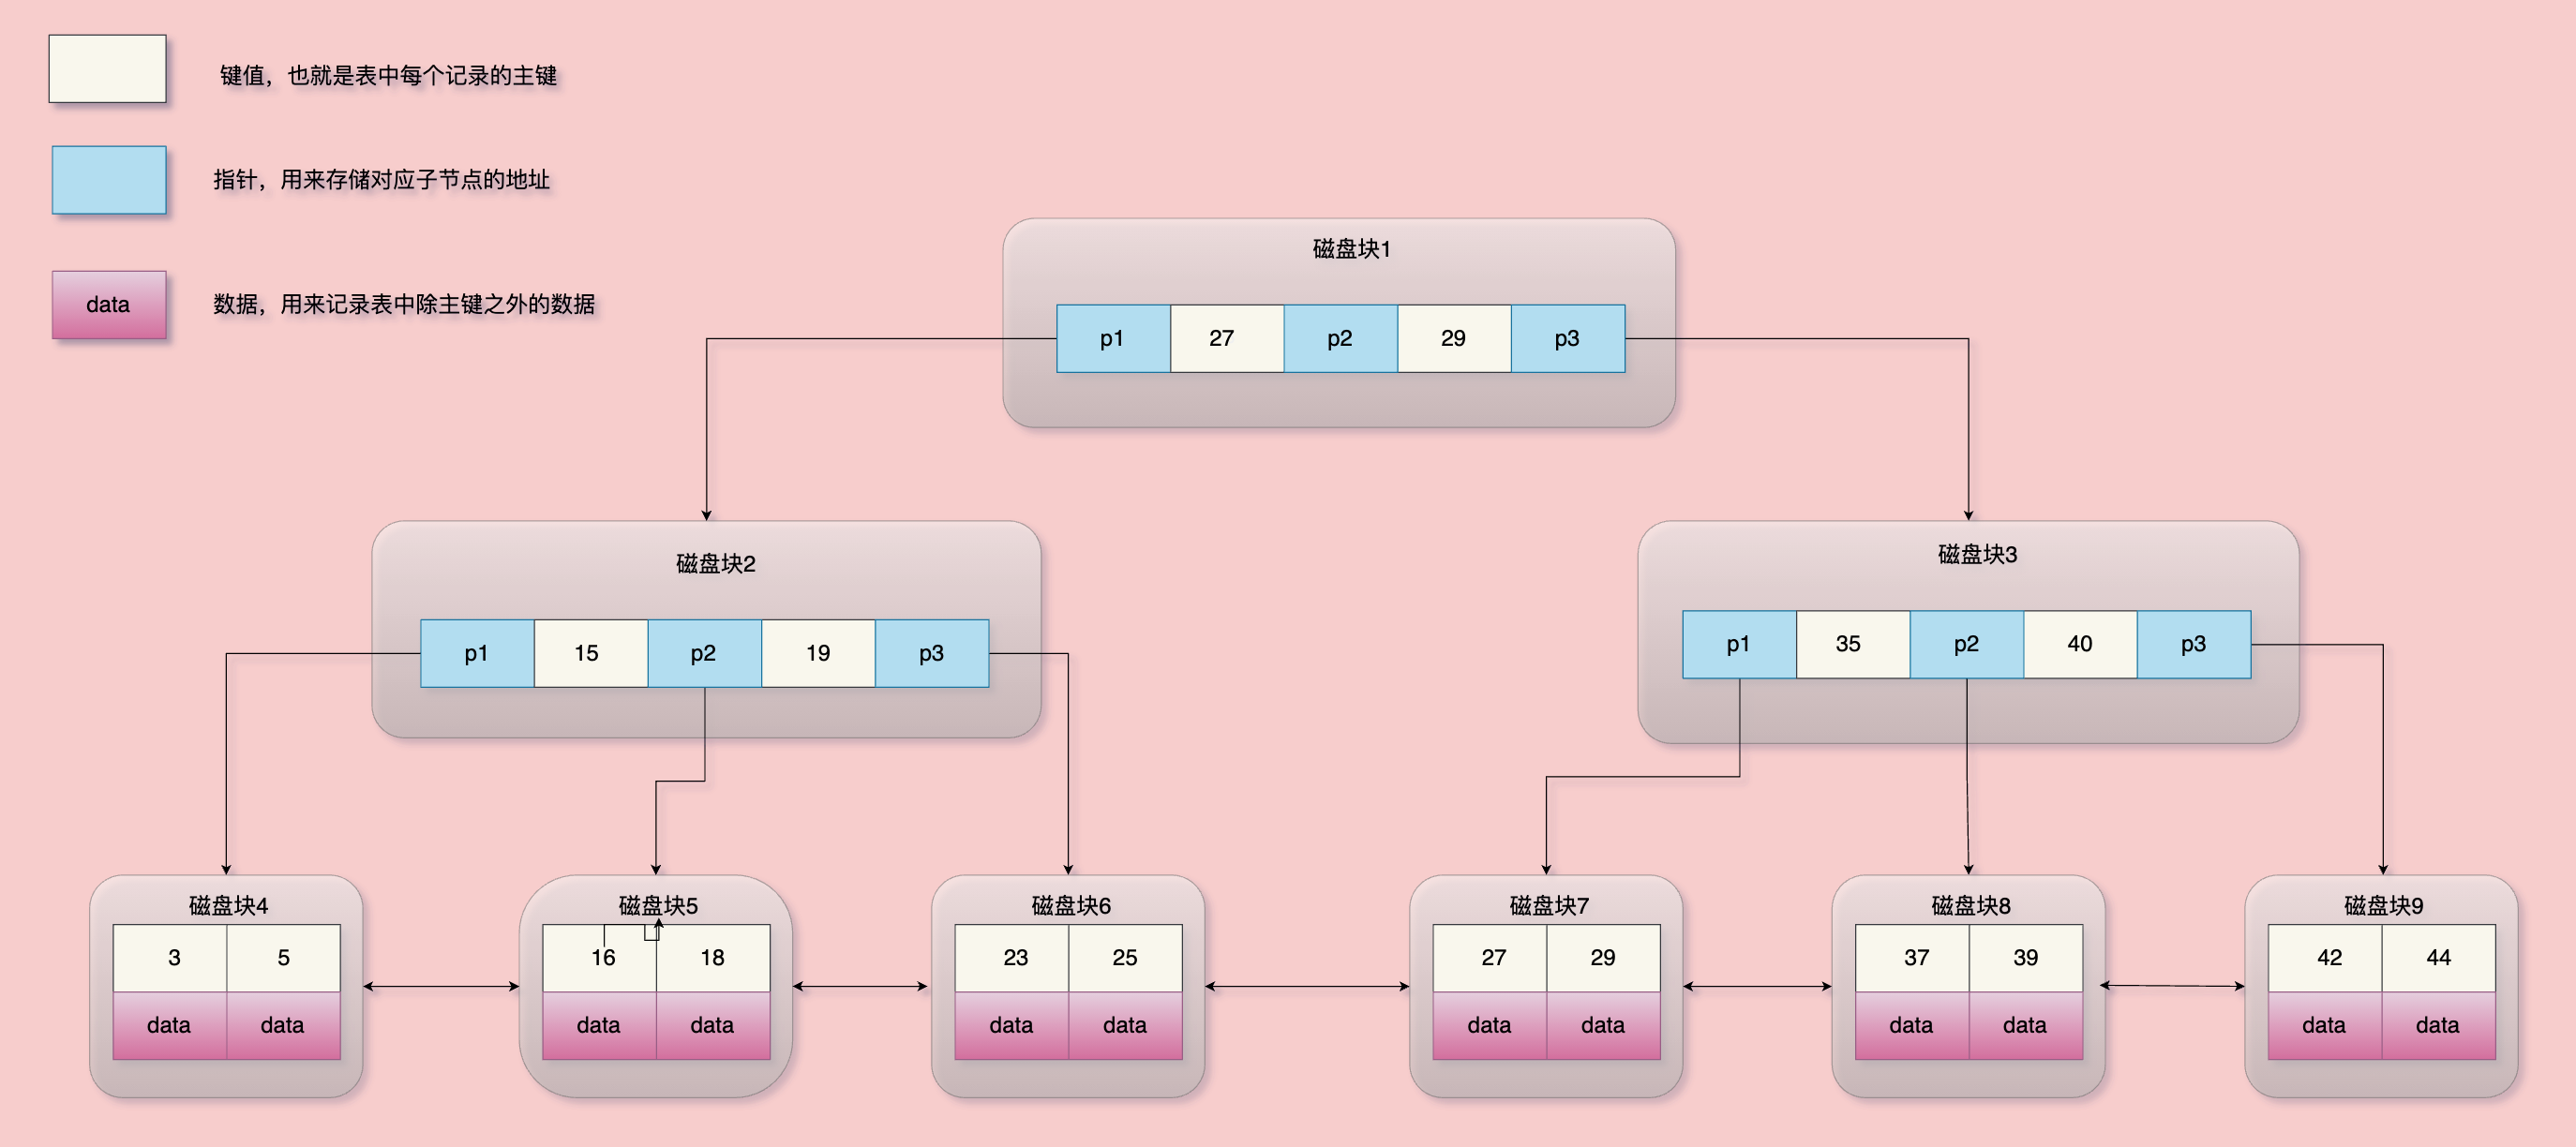 键值，也就是表中每个记录的主键
指针，用来存储对应子节点的地址
data 数据，用来记录表中除主键之外的数据
磁盘块1
p1 27 p2 29 p3
磁盘块2
p1 15 p2 19 p3
磁盘块3
p1 35 p2 40 p3
磁盘块4
3 5
data data
磁盘块5
16 18
data data
磁盘块6
23 25
data data
磁盘块7
27 29
data data
磁盘块8
37 39
data data
磁盘块9
42 44
data data